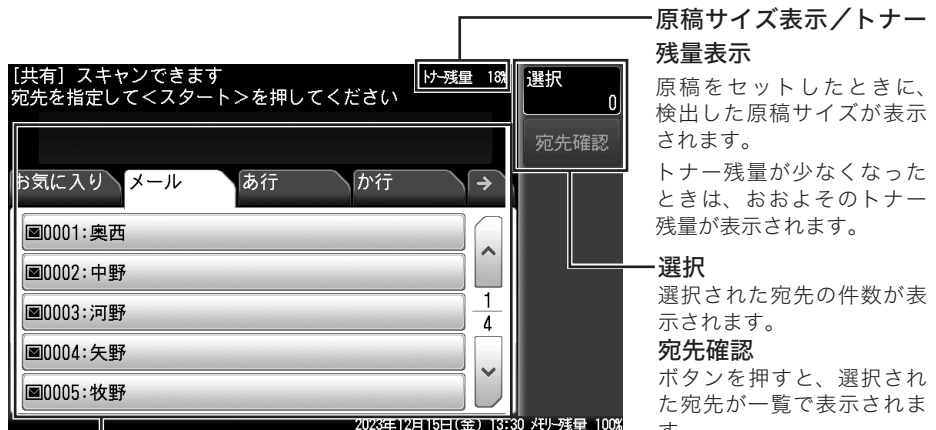 原稿サイズ表示／トナー
残量表示
原稿をセットしたときに、
検出した原稿サイズが表示
されます。
トナー残量が少なくなった
ときは、おおよそのトナー
残量が表示されます。
選択
選択された宛先の件数が表
示されます。
宛先確認
ボタンを押すと、選択され
た宛先が一覧で表示されま
す。
[共有] スキャンできます
宛先を指定して＜スタート＞を押してください
ﾄﾅｰ残量 18%
選択
0
宛先確認
お気に入り
メール
あ行
か行
→
0001:奥西
0002:中野
0003:河野
0004:矢野
0005:牧野
1
4
2023年12月15日(金) 13:30 ﾒﾓﾘｰ残量 100%